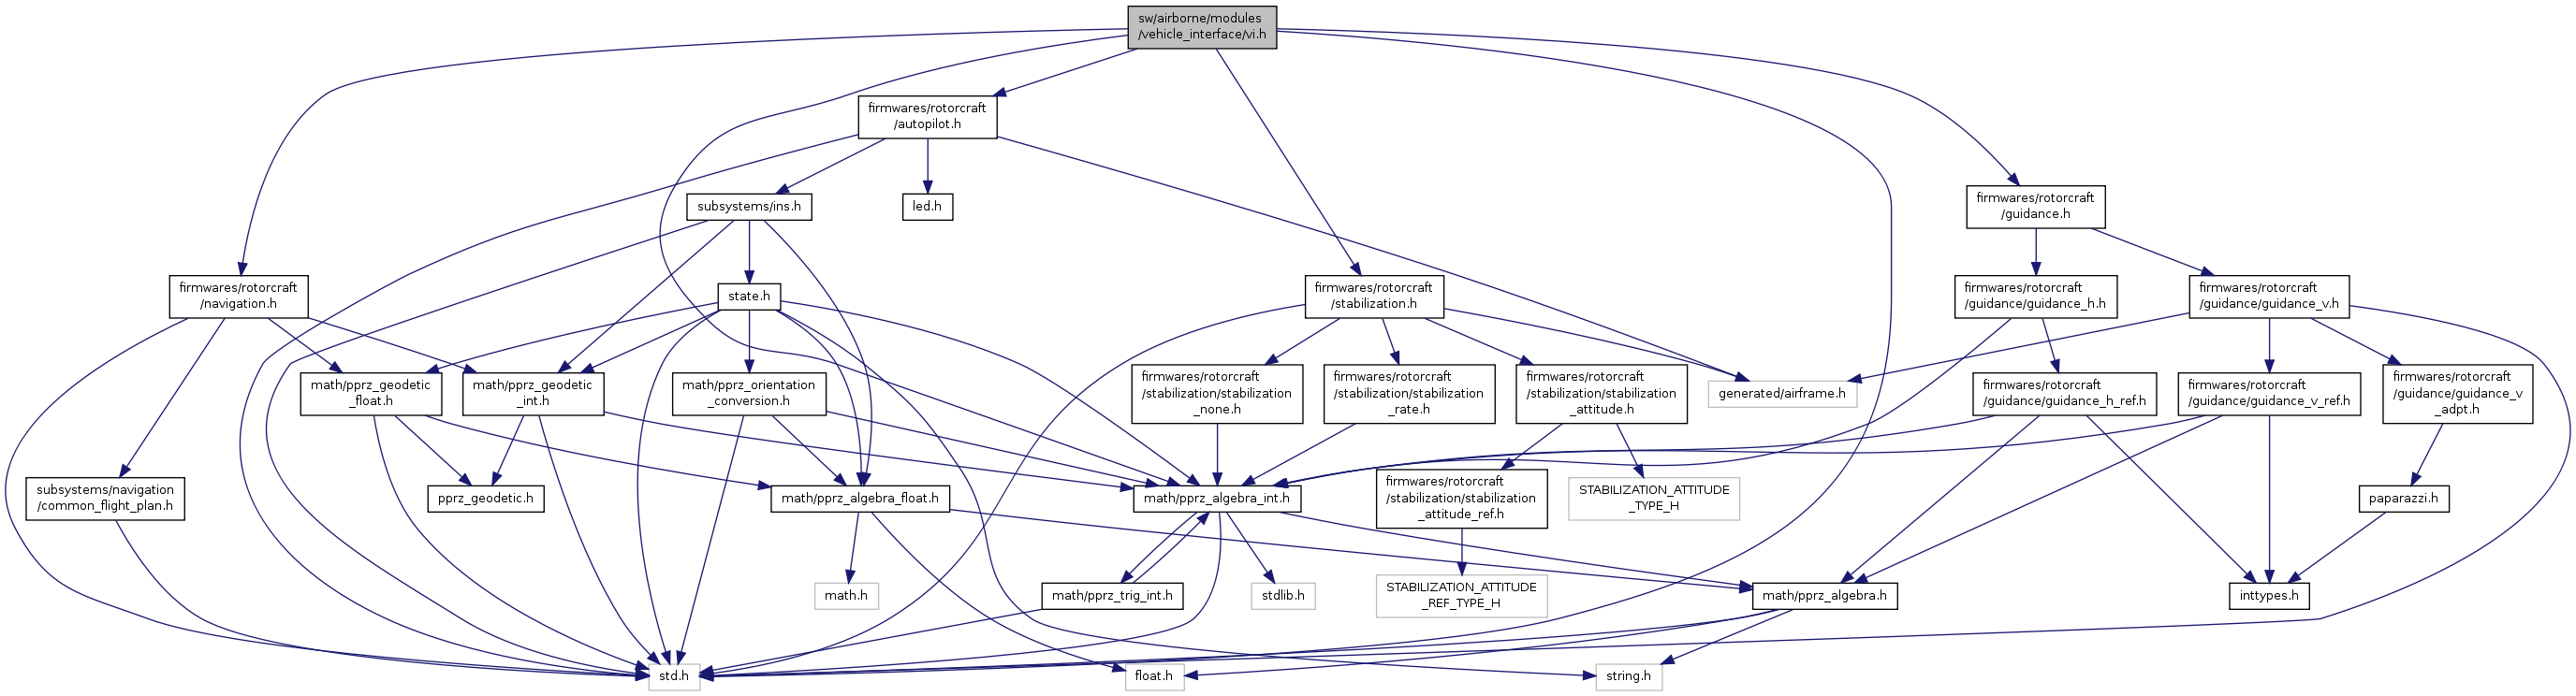 sw/airborne/modules
/vehicle_interface/vi.h
firmwares/rotorcraft
/autopilot.h
subsystems/ins.h
led.h
firmwares/rotorcraft
/guidance.h
firmwares/rotorcraft
/navigation.h
state.h
firmwares/rotorcraft
/stabilization.h
firmwares/rotorcraft
/guidance/guidance_h.h
firmwares/rotorcraft
/guidance/guidance_v.h
math/pprz_geodetic
_float.h
math/pprz_geodetic
_int.h
math/pprz_orientation
_conversion.h
firmwares/rotorcraft
/stabilization/stabilization
_none.h
firmwares/rotorcraft
/stabilization/stabilization
_rate.h
firmwares/rotorcraft
/stabilization/stabilization
_attitude.h
generated/airframe.h
firmwares/rotorcraft
/guidance/guidance_h_ref.h
firmwares/rotorcraft
/guidance/guidance_v_ref.h
firmwares/rotorcraft
/guidance/guidance_v
_adpt.h
subsystems/navigation
/common_flight_plan.h
pprz_geodetic.h
math/pprz_algebra_float.h
math/pprz_algebra_int.h
firmwares/rotorcraft
/stabilization/stabilization
_attitude_ref.h
STABILIZATION_ATTITUDE
_TYPE_H
paparazzi.h
math.h
math/pprz_trig_int.h
stdlib.h
STABILIZATION_ATTITUDE
_REF_TYPE_H
math/pprz_algebra.h
inttypes.h
std.h
float.h
string.h